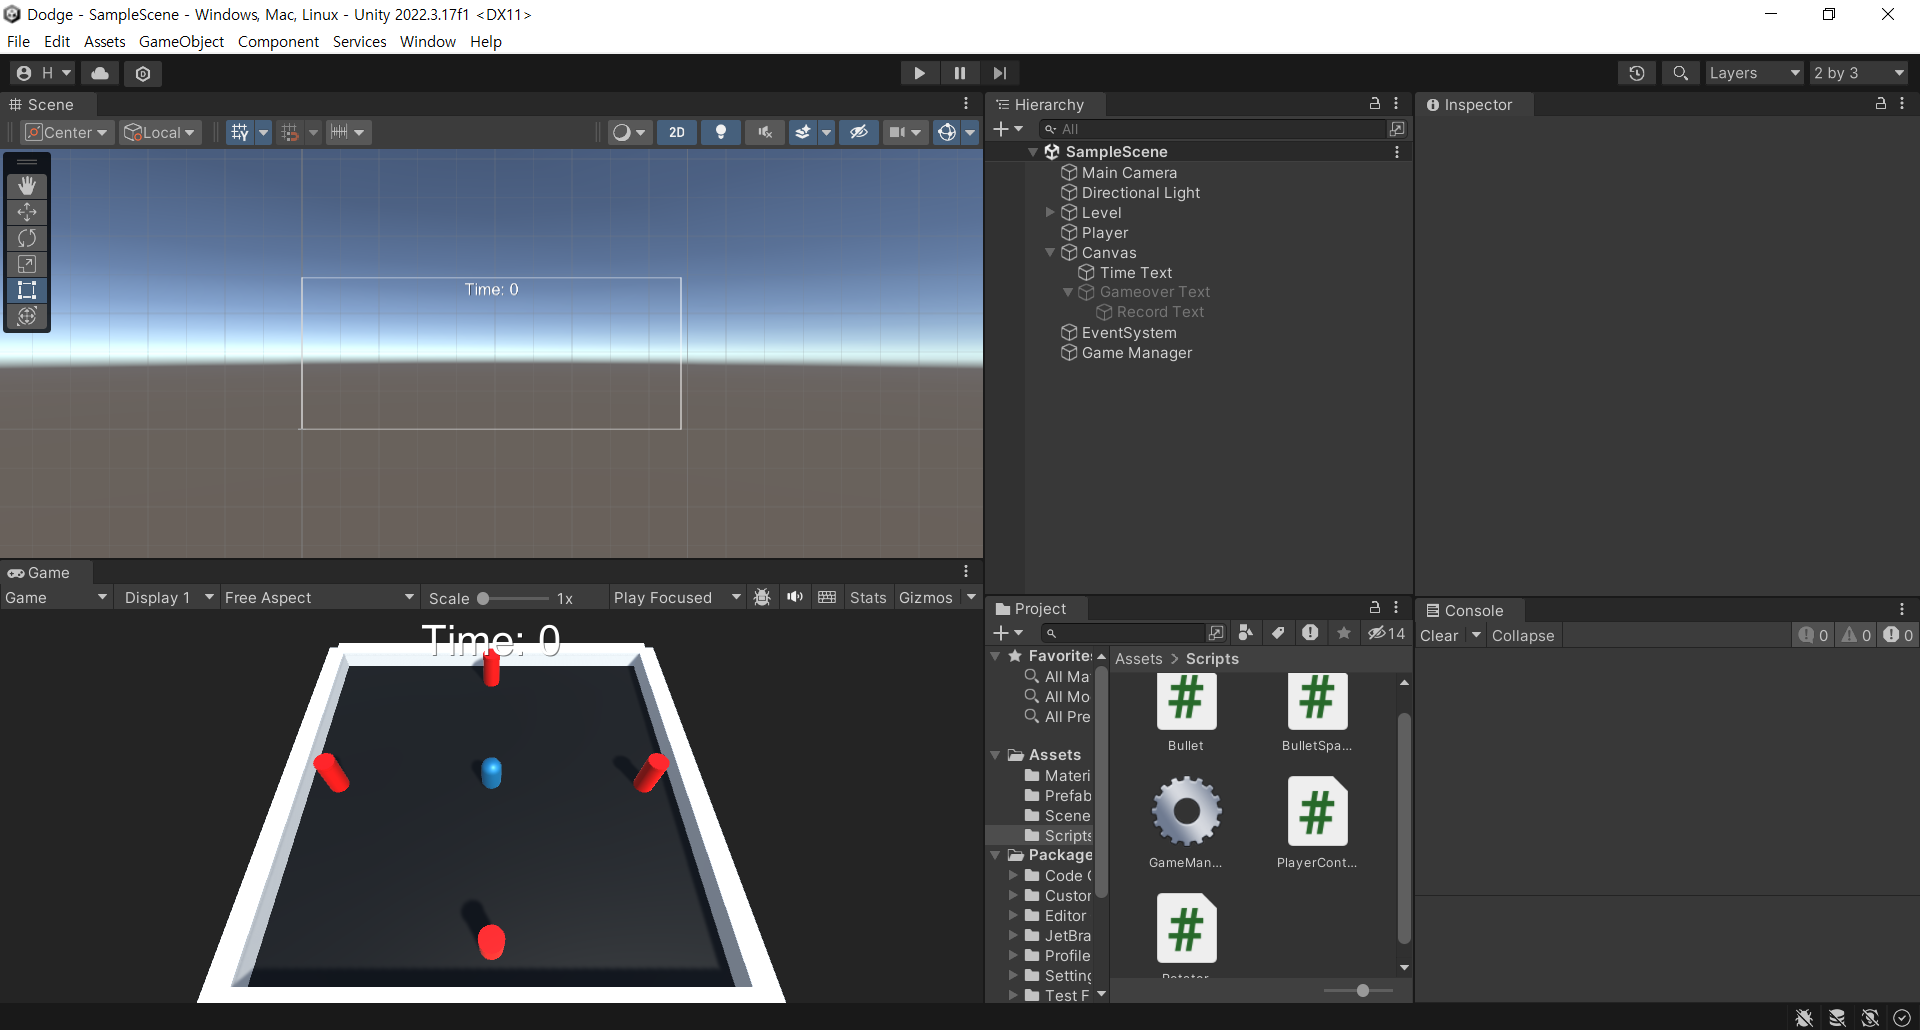 Dodge - SampleScene - Windows, Mac, Linux - Unity 2022.3.17f1 <DX11>
File Edit Assets GameObject Component Services Window Help
H Layers 2 by 3
Scene
Center Local 2D
Time: 0
Hierarchy
All
SampleScene
Main Camera
Directional Light
Level
Player
Canvas
Time Text
Gameover Text
Record Text
EventSystem
Game Manager
Inspector
Game
Game Display 1 Free Aspect Scale 1x Play Focused Stats Gizmos
Time: 0
Project
14
Favorites
All Ma
All Mo
All Pre
Assets
Materi
Prefab
Scene
Scripts
Package
Code
Custor
Editor
JetBra
Profile
Setting
Test F
Assets > Scripts
Bullet
BulletSpa...
GameMan...
PlayerCont...
Rotator
Console
Clear Collapse 0 0 0